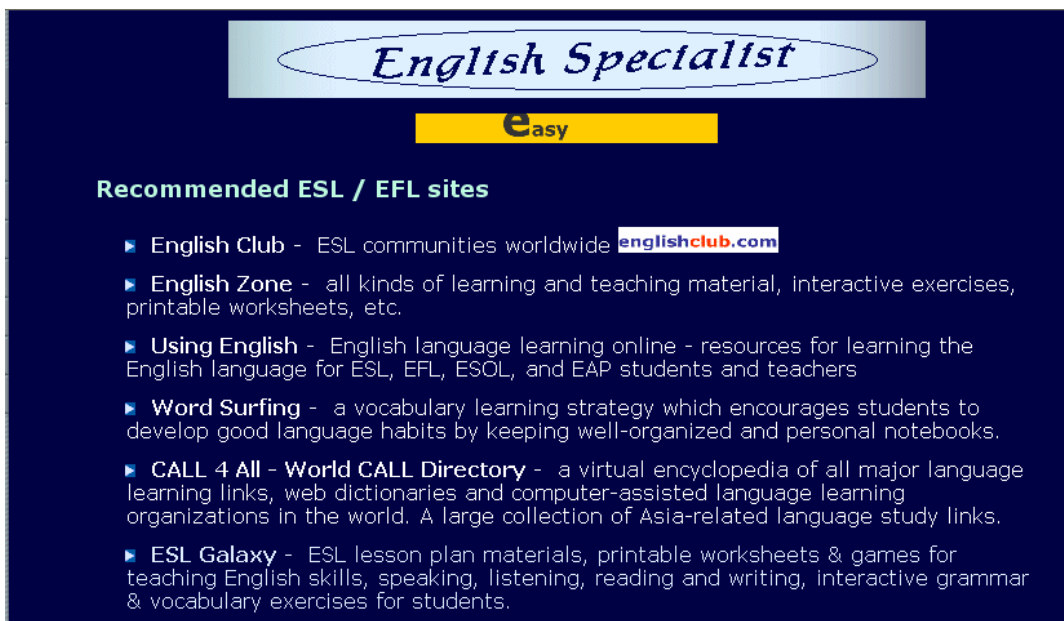 English Specialist
easy
Recommended ESL / EFL sites
English Club - ESL communities worldwide englishclub.com
English Zone - all kinds of learning and teaching material, interactive exercises,
printable worksheets, etc.
Using English - English language learning online - resources for learning the
English language for ESL, EFL, ESOL, and EAP students and teachers
Word Surfing - a vocabulary learning strategy which encourages students to
develop good language habits by keeping well-organized and personal notebooks.
CALL 4 All - World CALL Directory - a virtual encyclopedia of all major language
learning links, web dictionaries and computer-assisted language learning
organizations in the world. A large collection of Asia-related language study links.
ESL Galaxy - ESL lesson plan materials, printable worksheets & games for
teaching English skills, speaking, listening, reading and writing, interactive grammar
& vocabulary exercises for students.